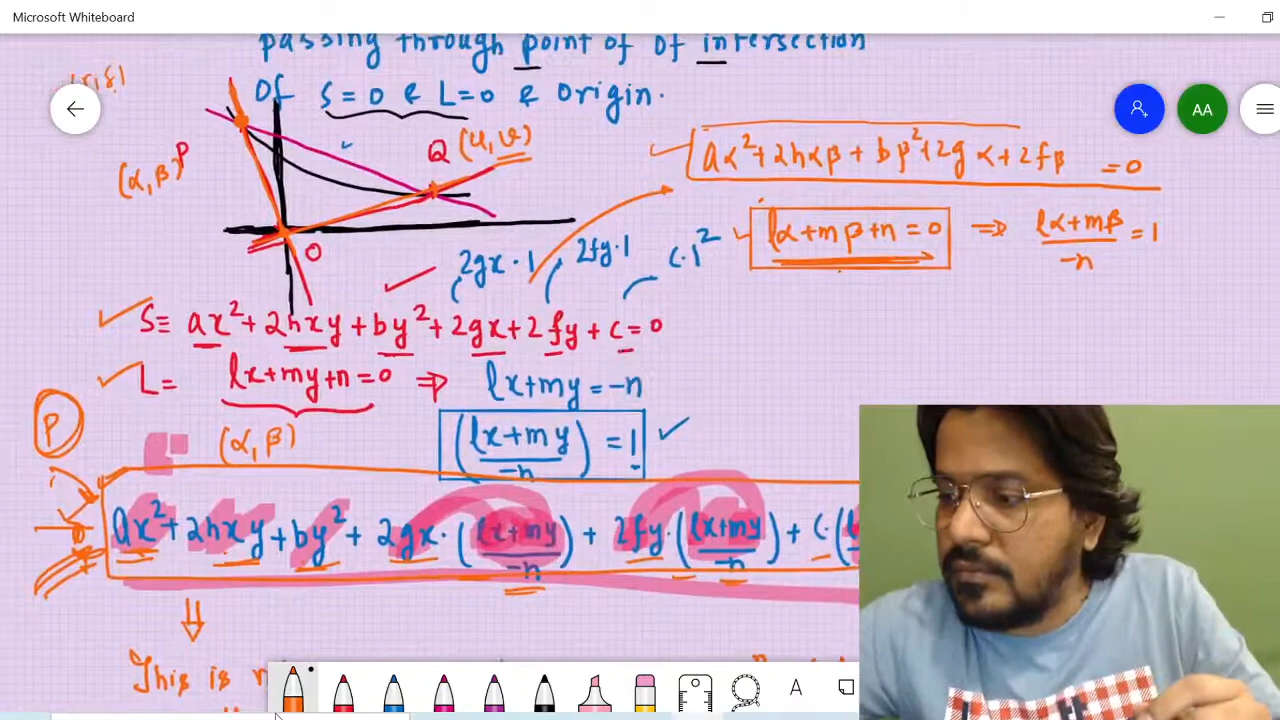 Microsoft Whiteboard
passing through point of of intersection
Of S = 0 & L=0 & Origin.
(α,β) P
Q (u,v)
O
aα²+2hαβ + bβ²+2gα+2fβ = 0
lα+mβ+n = 0 ⇒ lα+mβ/-n = 1
2gx·1 2fy·1 c·1²
S≡ ax²+2hxy+by²+2gx+2fy+c=0
L= lx+my+n=0 ⇒ lx+my = -n
P
(α,β)
(lx+my/-n) = 1
ax²+2hxy+by²+2gx·(lx+my/-n)+2fy·(lx+my/-n)+c·(
⇓
This is
AA
A